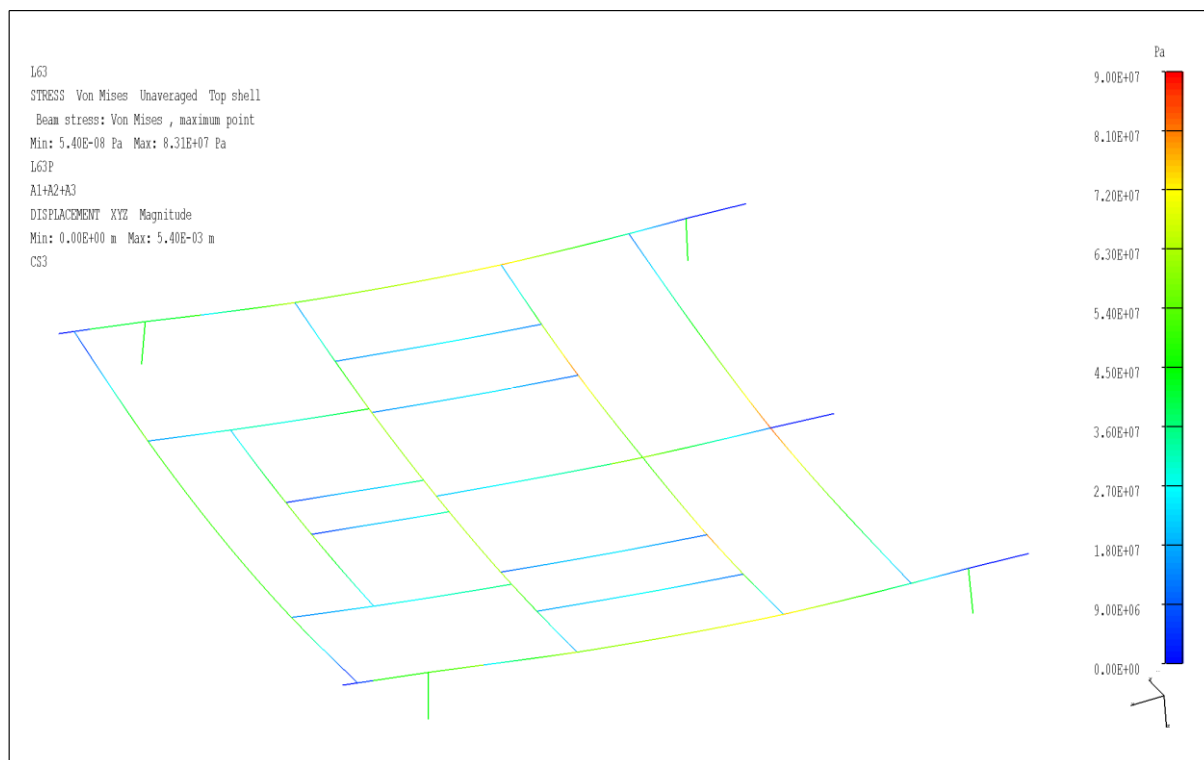 L63
STRESS Von Mises Unaveraged Top shell
Beam stress: Von Mises , maximum point
Min: 5.40E-08 Pa Max: 8.31E+07 Pa
L63P
A1+A2+A3
DISPLACEMENT XYZ Magnitude
Min: 0.00E+00 m Max: 5.40E-03 m
CS3
Pa
9.00E+07
8.10E+07
7.20E+07
6.30E+07
5.40E+07
4.50E+07
3.60E+07
2.70E+07
1.80E+07
9.00E+06
0.00E+00